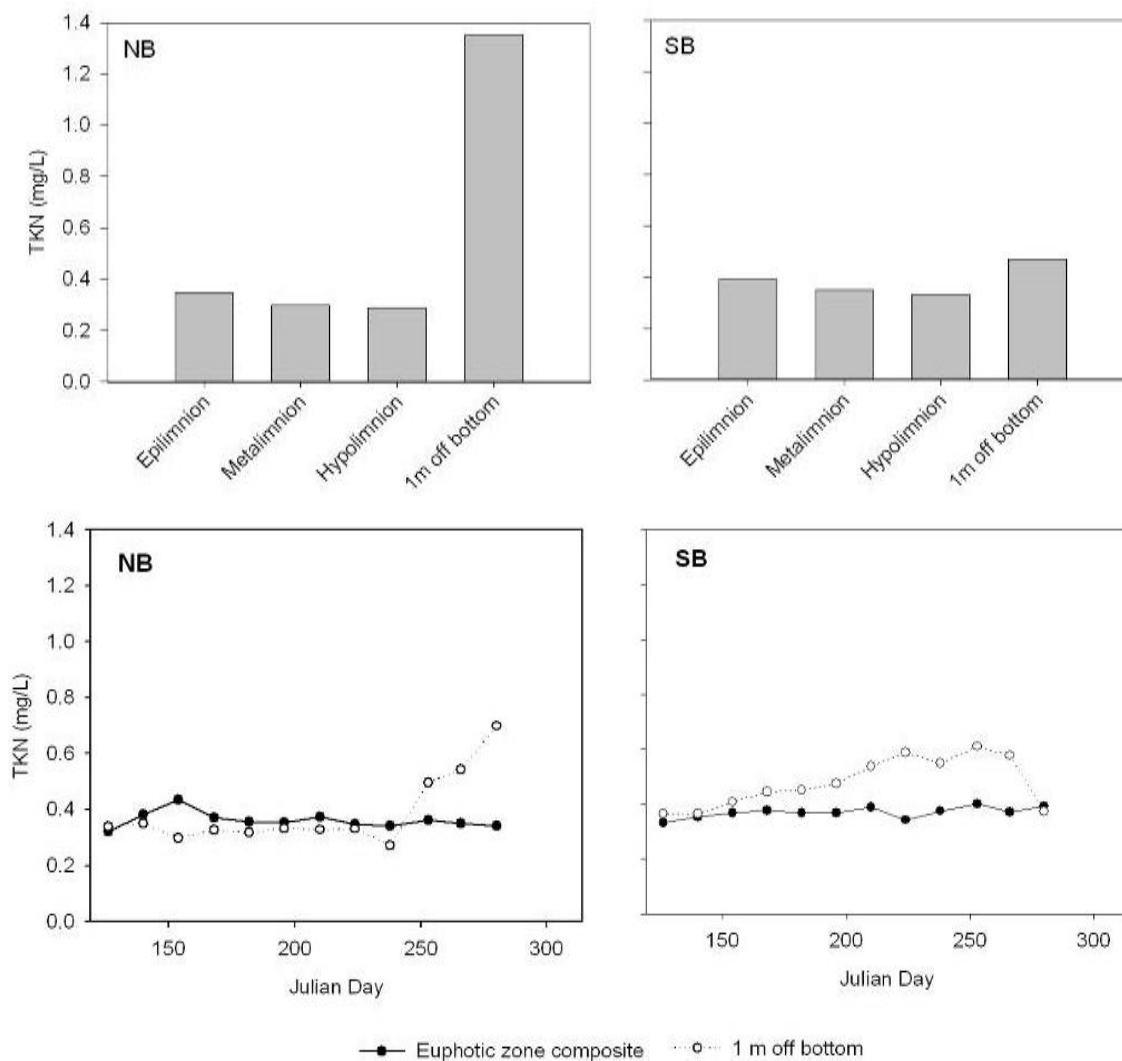 NB
SB
TKN (mg/L)
1.4
1.2
1.0
0.8
0.6
0.4
0.2
0.0
Epilimnion
Metalimnion
Hypolimnion
1m off bottom
Epilimnion
Metalimnion
Hypolimnion
1m off bottom
NB
SB
TKN (mg/L)
1.4
1.2
1.0
0.8
0.6
0.4
0.2
0.0
150 200 250 300
150 200 250 300
Julian Day
Julian Day
Euphotic zone composite 1 m off bottom